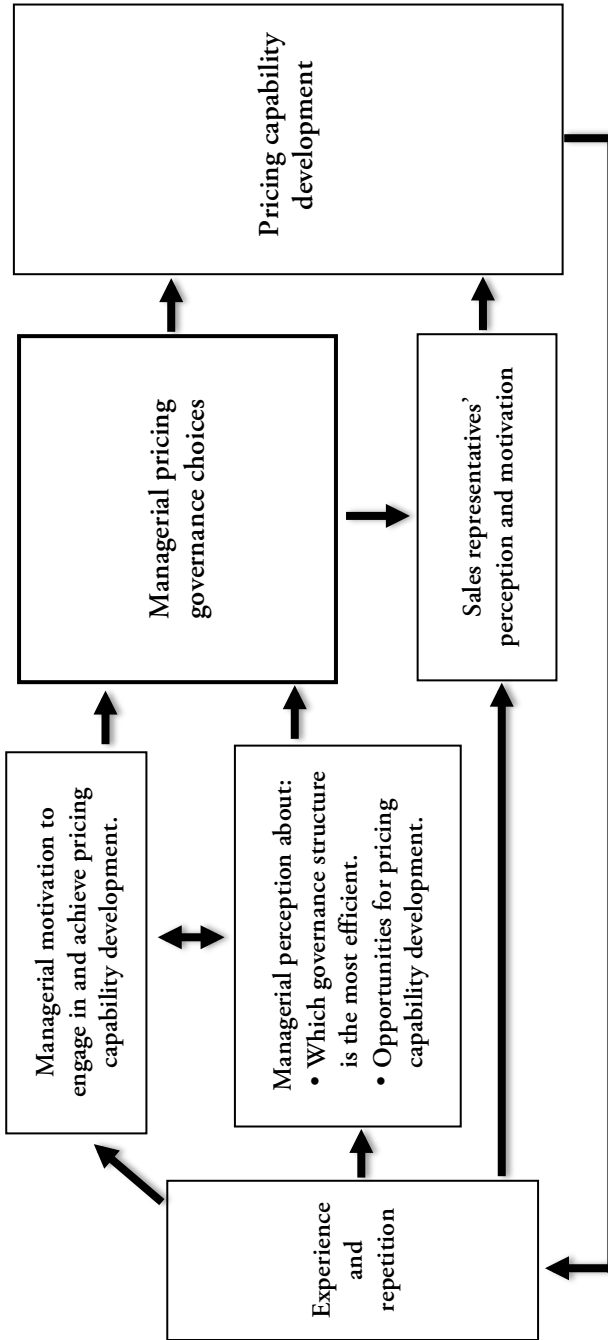 Experience
and
repetition
Managerial motivation to
engage in and achieve pricing
capability development.
Managerial perception about:
• Which governance structure
is the most efficient.
• Opportunities for pricing
capability development.
Managerial pricing
governance choices
Sales representatives’
perception and motivation
Pricing capability
development